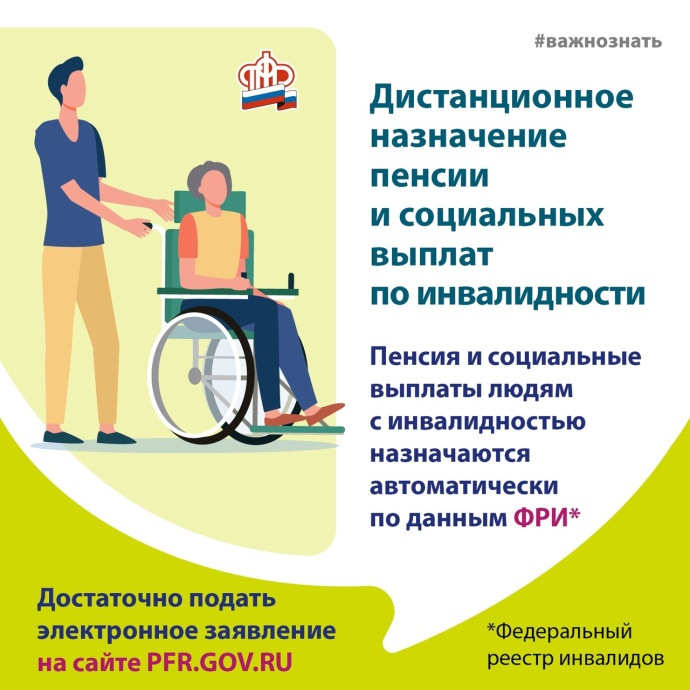 #важнознать
Дистанционное
назначение
пенсии
и социальных
выплат
по инвалидности
Пенсия и социальные
выплаты людям
с инвалидностью
назначаются
автоматически
по данным ФРИ*
Достаточно подать
электронное заявление
на сайте PFR.GOV.RU
*Федеральный
реестр инвалидов